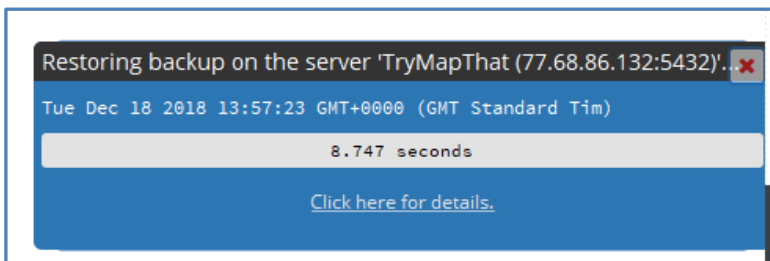 Restoring backup on the server 'TryMapThat (77.68.86.132:5432)'...
Tue Dec 18 2018 13:57:23 GMT+0000 (GMT Standard Tim)
8.747 seconds
Click here for details.